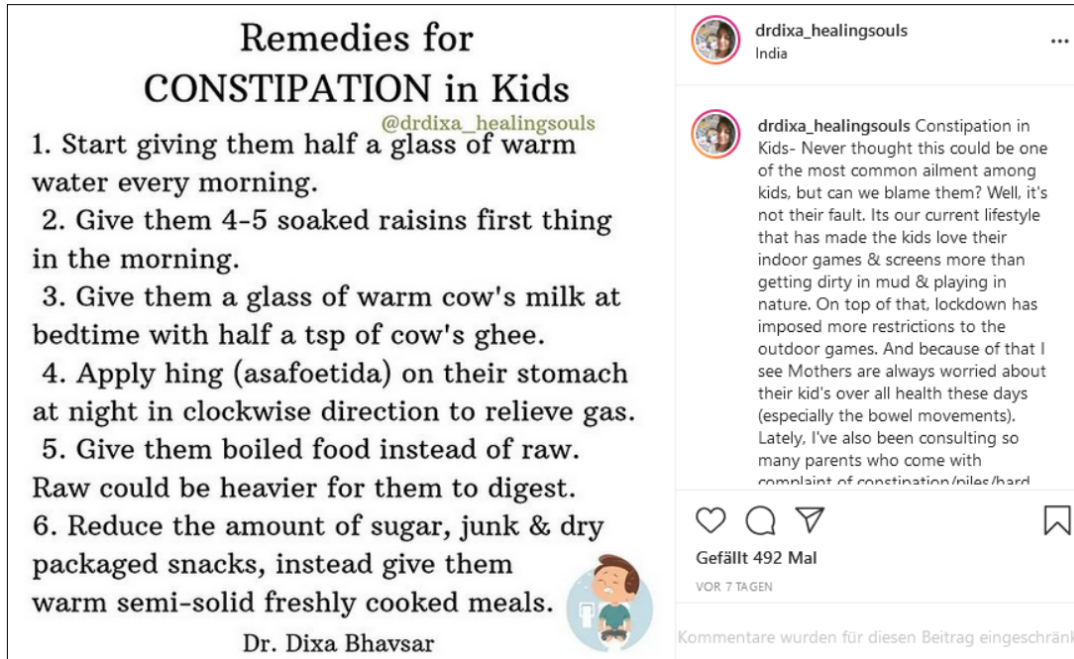 Remedies for
CONSTIPATION in Kids
@drdixa_healingsouls
1. Start giving them half a glass of warm
water every morning.
2. Give them 4-5 soaked raisins first thing
in the morning.
3. Give them a glass of warm cow's milk at
bedtime with half a tsp of cow's ghee.
4. Apply hing (asafoetida) on their stomach
at night in clockwise direction to relieve gas.
5. Give them boiled food instead of raw.
Raw could be heavier for them to digest.
6. Reduce the amount of sugar, junk & dry
packaged snacks, instead give them
warm semi-solid freshly cooked meals.
Dr. Dixa Bhavsar
drdixa_healingsouls
India
drdixa_healingsouls Constipation in
Kids- Never thought this could be one
of the most common ailment among
kids, but can we blame them? Well, it's
not their fault. Its our current lifestyle
that has made the kids love their
indoor games & screens more than
getting dirty in mud & playing in
nature. On top of that, lockdown has
imposed more restrictions to the
outdoor games. And because of that I
see Mothers are always worried about
their kid's over all health these days
(especially the bowel movements).
Lately, I've also been consulting so
many parents who come with
complaint of constipation/piles/hard
Gefällt 492 Mal
VOR 7 TAGEN
Kommentare wurden für diesen Beitrag eingeschränk